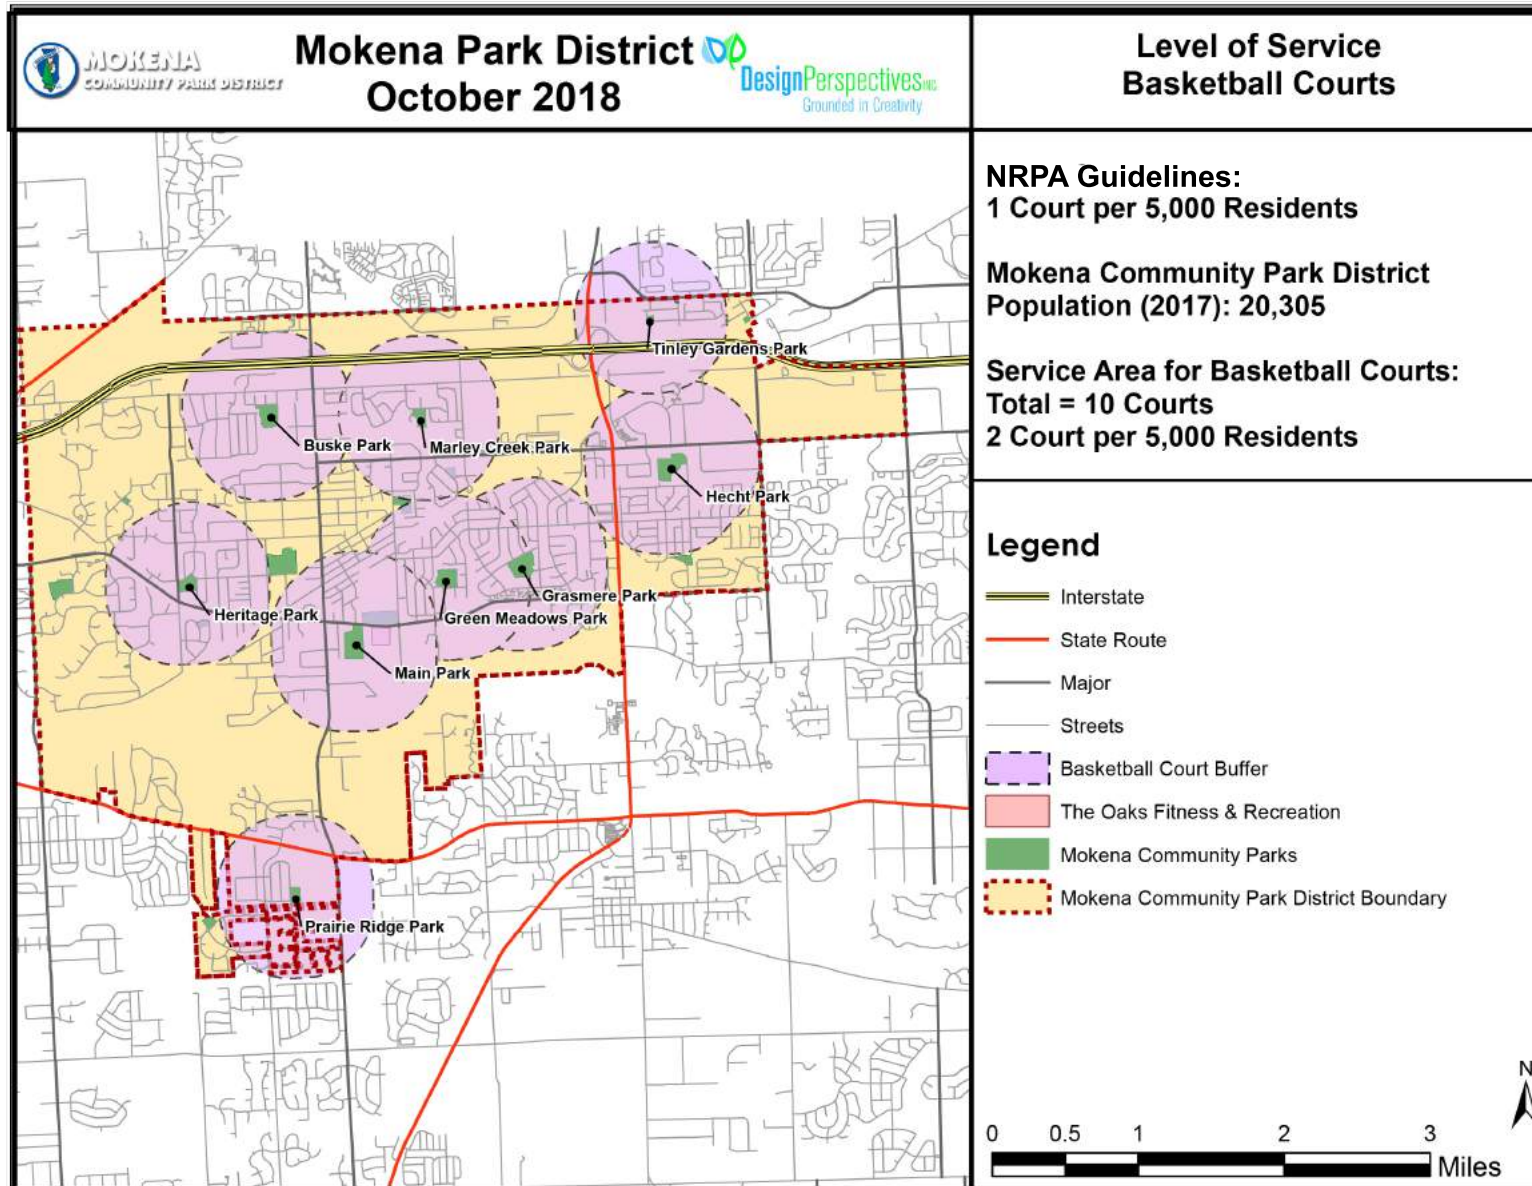 MOKENA
COMMUNITY PARK DISTRICT
Mokena Park District
October 2018
DesignPerspectives INC.
Grounded in Creativity
Level of Service
Basketball Courts
NRPA Guidelines:
1 Court per 5,000 Residents
Mokena Community Park District
Population (2017): 20,305
Service Area for Basketball Courts:
Total = 10 Courts
2 Court per 5,000 Residents
Tinley Gardens Park
Buske Park
Marley Creek Park
Hecht Park
Heritage Park
Grasmere Park
Green Meadows Park
Main Park
Prairie Ridge Park
Legend
Interstate
State Route
Major
Streets
Basketball Court Buffer
The Oaks Fitness & Recreation
Mokena Community Parks
Mokena Community Park District Boundary
N
0 0.5 1 2 3
Miles